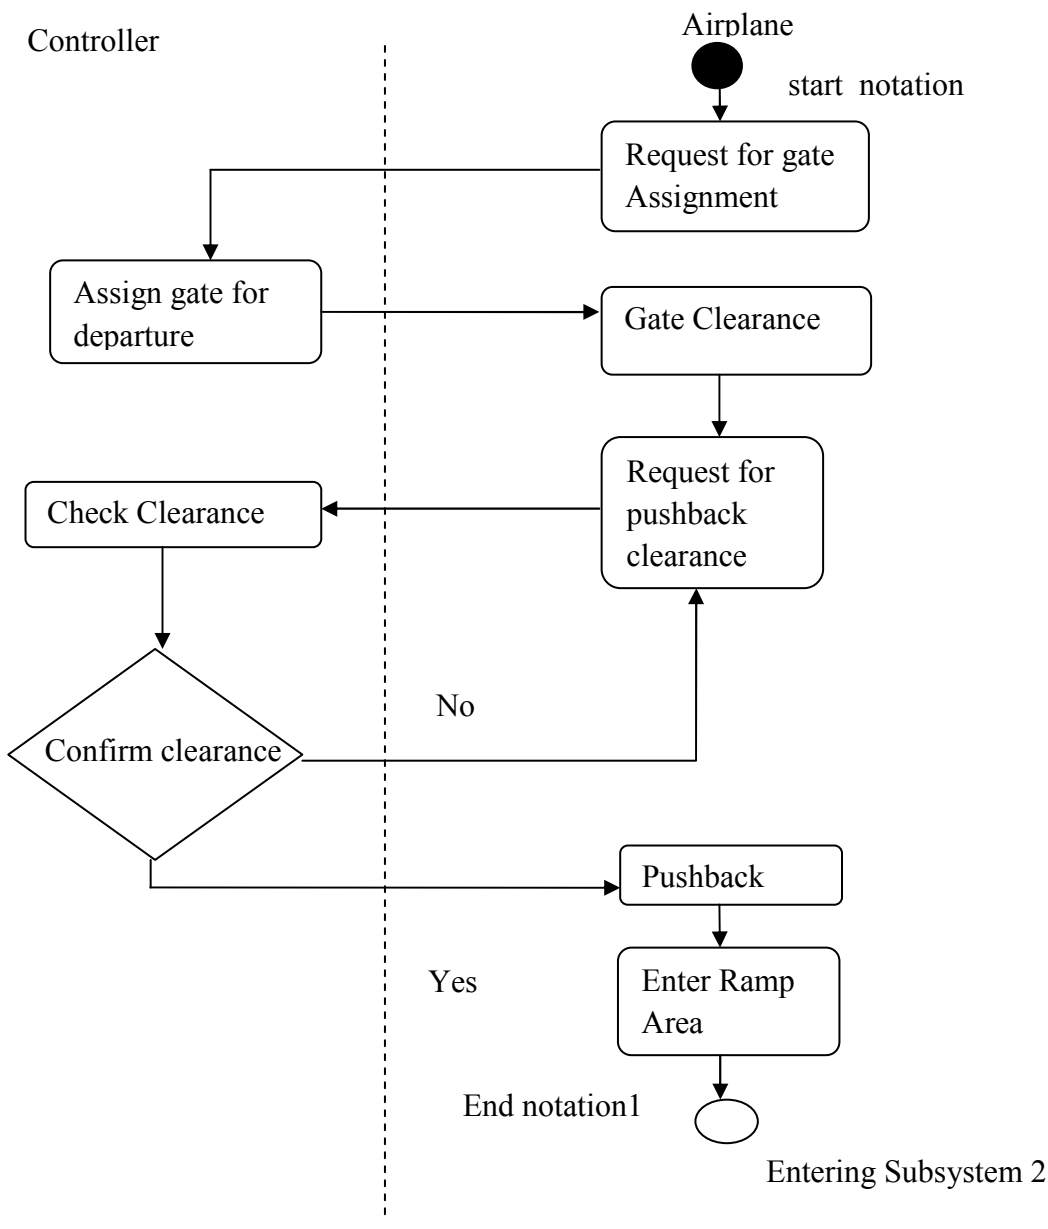 Controller
Airplane
start notation
Request for gate
Assignment
Assign gate for
departure
Gate Clearance
Request for
pushback
clearance
Check Clearance
No
Confirm clearance
Pushback
Yes
Enter Ramp
Area
End notation1
Entering Subsystem 2